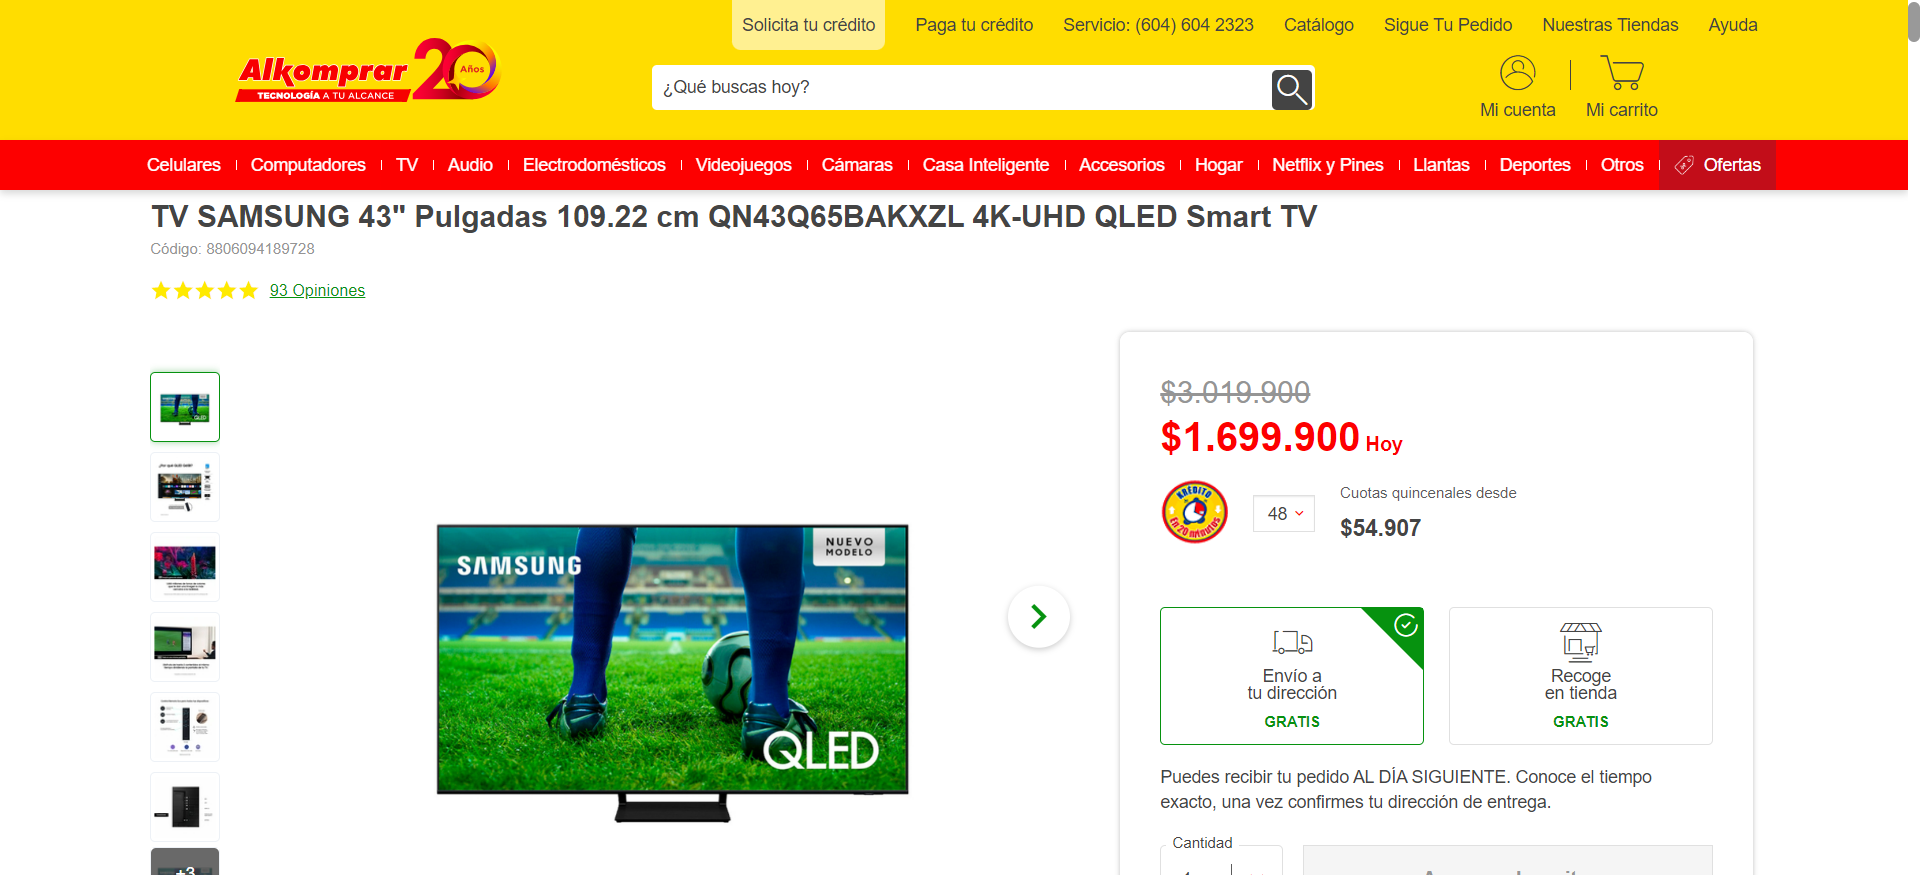 Solicita tu crédito
Paga tu crédito
Servicio: (604) 604 2323
Catálogo
Sigue Tu Pedido
Nuestras Tiendas
Ayuda
Alkomprar 20 Años
TECNOLOGÍA A TU ALCANCE
¿Qué buscas hoy?
Mi cuenta
Mi carrito
Celulares
Computadores
TV
Audio
Electrodomésticos
Videojuegos
Cámaras
Casa Inteligente
Accesorios
Hogar
Netflix y Pines
Llantas
Deportes
Otros
Ofertas
TV SAMSUNG 43" Pulgadas 109.22 cm QN43Q65BAKXZL 4K-UHD QLED Smart TV
Código: 8806094189728
93 Opiniones
+3
SAMSUNG
NUEVO
MODELO
QLED
$3.019.900
$1.699.900 Hoy
KRÉDITO
En 20 minutos
48
Cuotas quincenales desde
$54.907
Envío a
tu dirección
GRATIS
Recoge
en tienda
GRATIS
Puedes recibir tu pedido AL DÍA SIGUIENTE. Conoce el tiempo
exacto, una vez confirmes tu dirección de entrega.
Cantidad